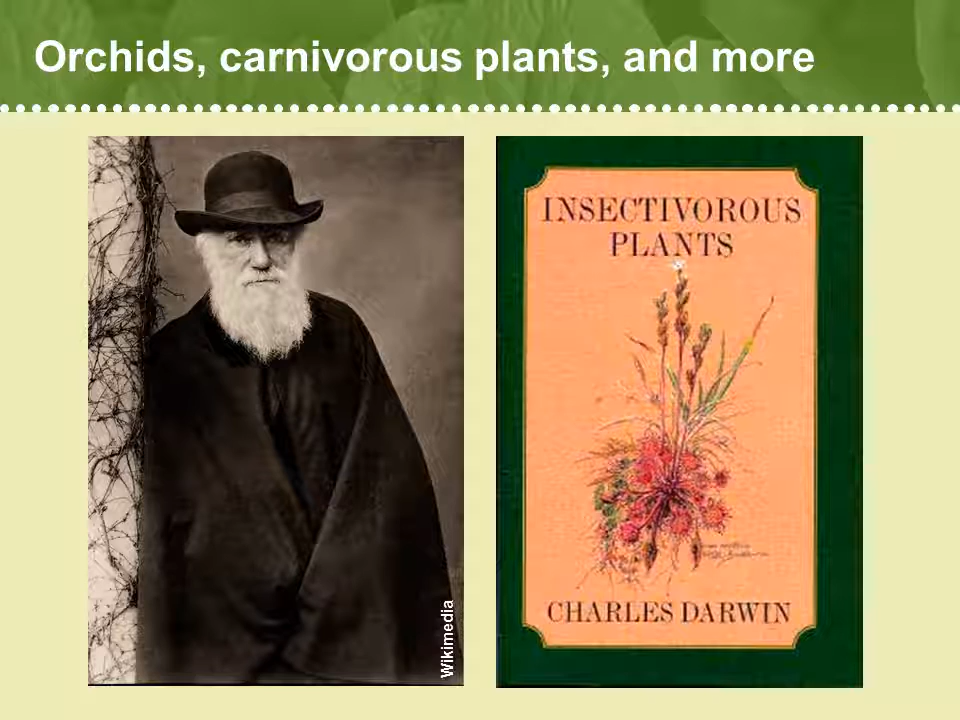 Orchids, carnivorous plants, and more
Wikimedia
INSECTIVOROUS
PLANTS
CHARLES DARWIN